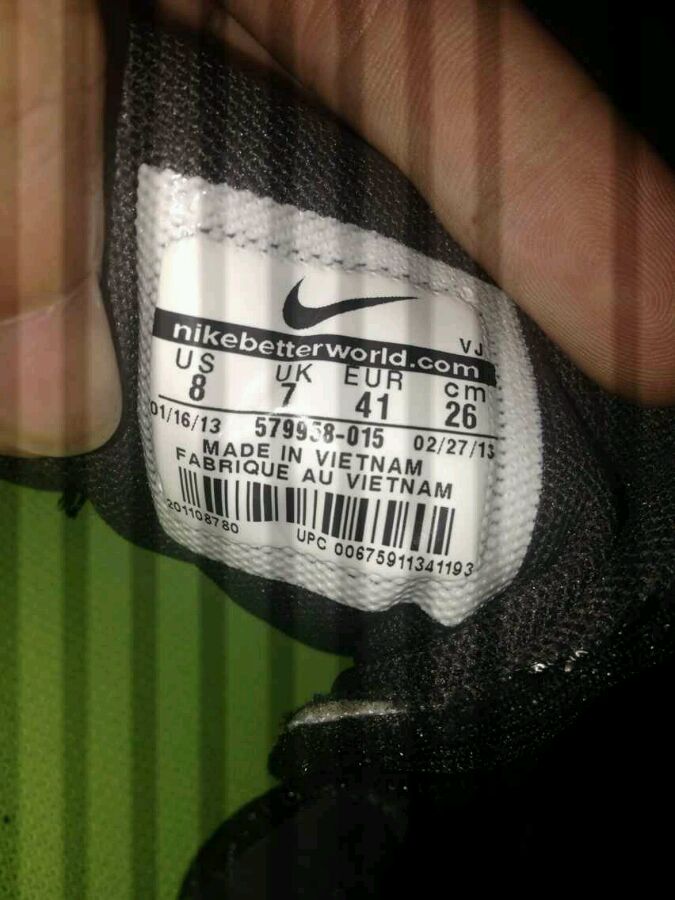 VJ
nikebetterworld.com
US UK EUR cm
8 7 41 26
01/16/13 579958-015 02/27/13
MADE IN VIETNAM
FABRIQUE AU VIETNAM
201108780
UPC 00675911341193